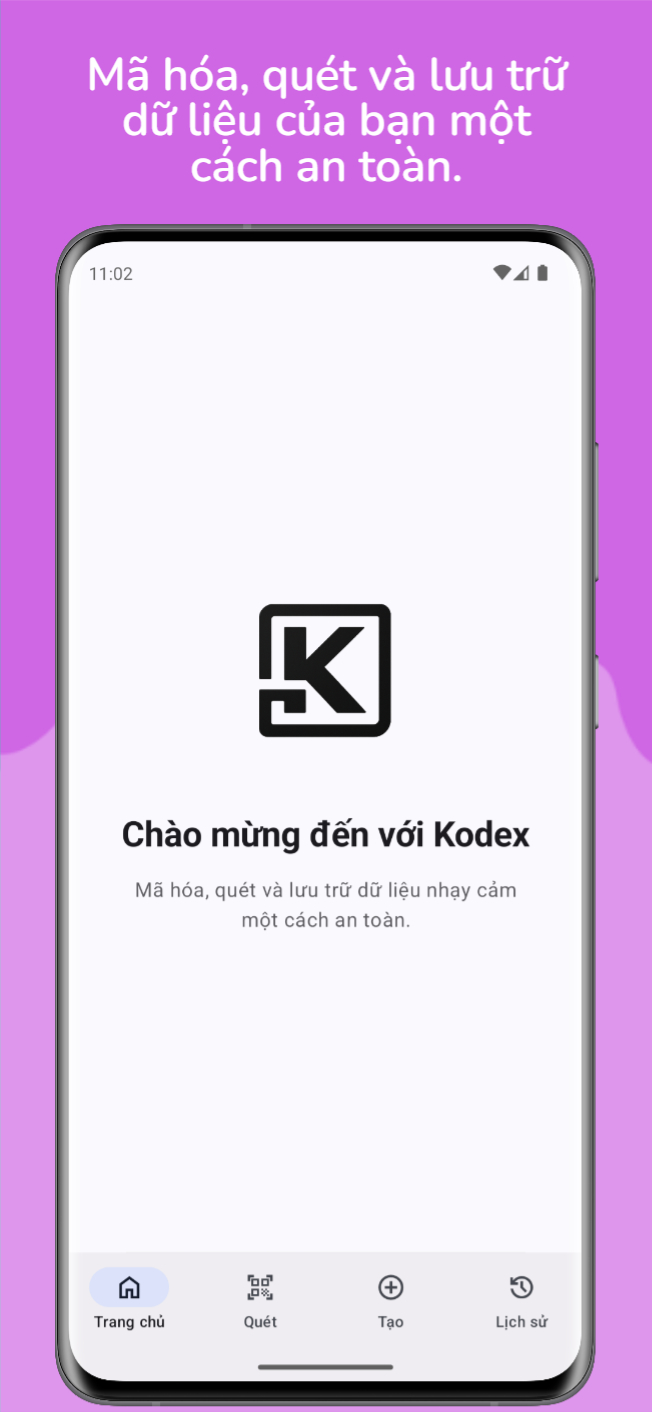 Mã hóa, quét và lưu trữ
dữ liệu của bạn một
cách an toàn.
11:02
K
Chào mừng đến với Kodex
Mã hóa, quét và lưu trữ dữ liệu nhạy cảm
một cách an toàn.
Trang chủ
Quét
Tạo
Lịch sử